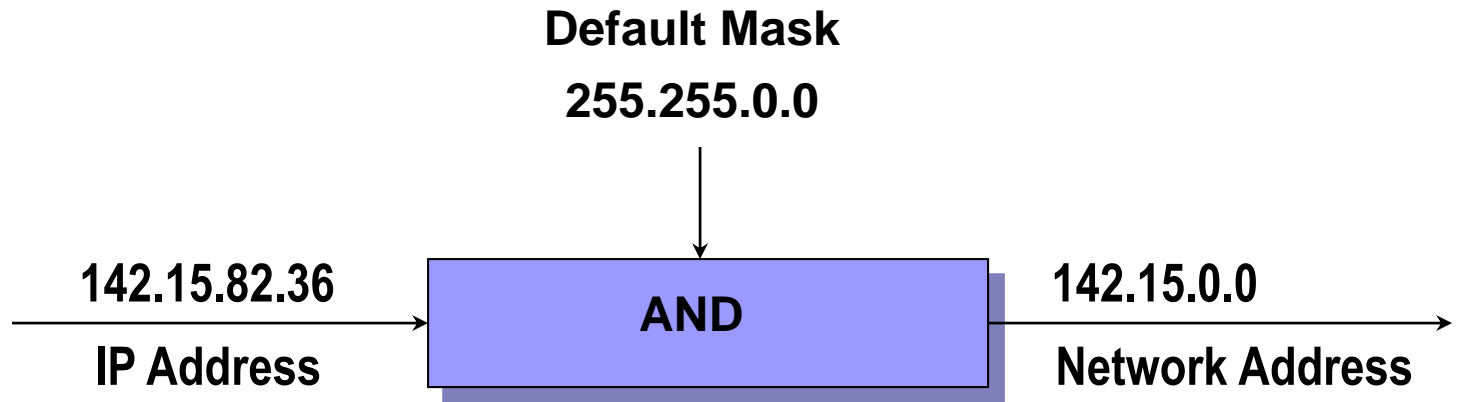 Default Mask
255.255.0.0
142.15.82.36
IP Address
AND
142.15.0.0
Network Address